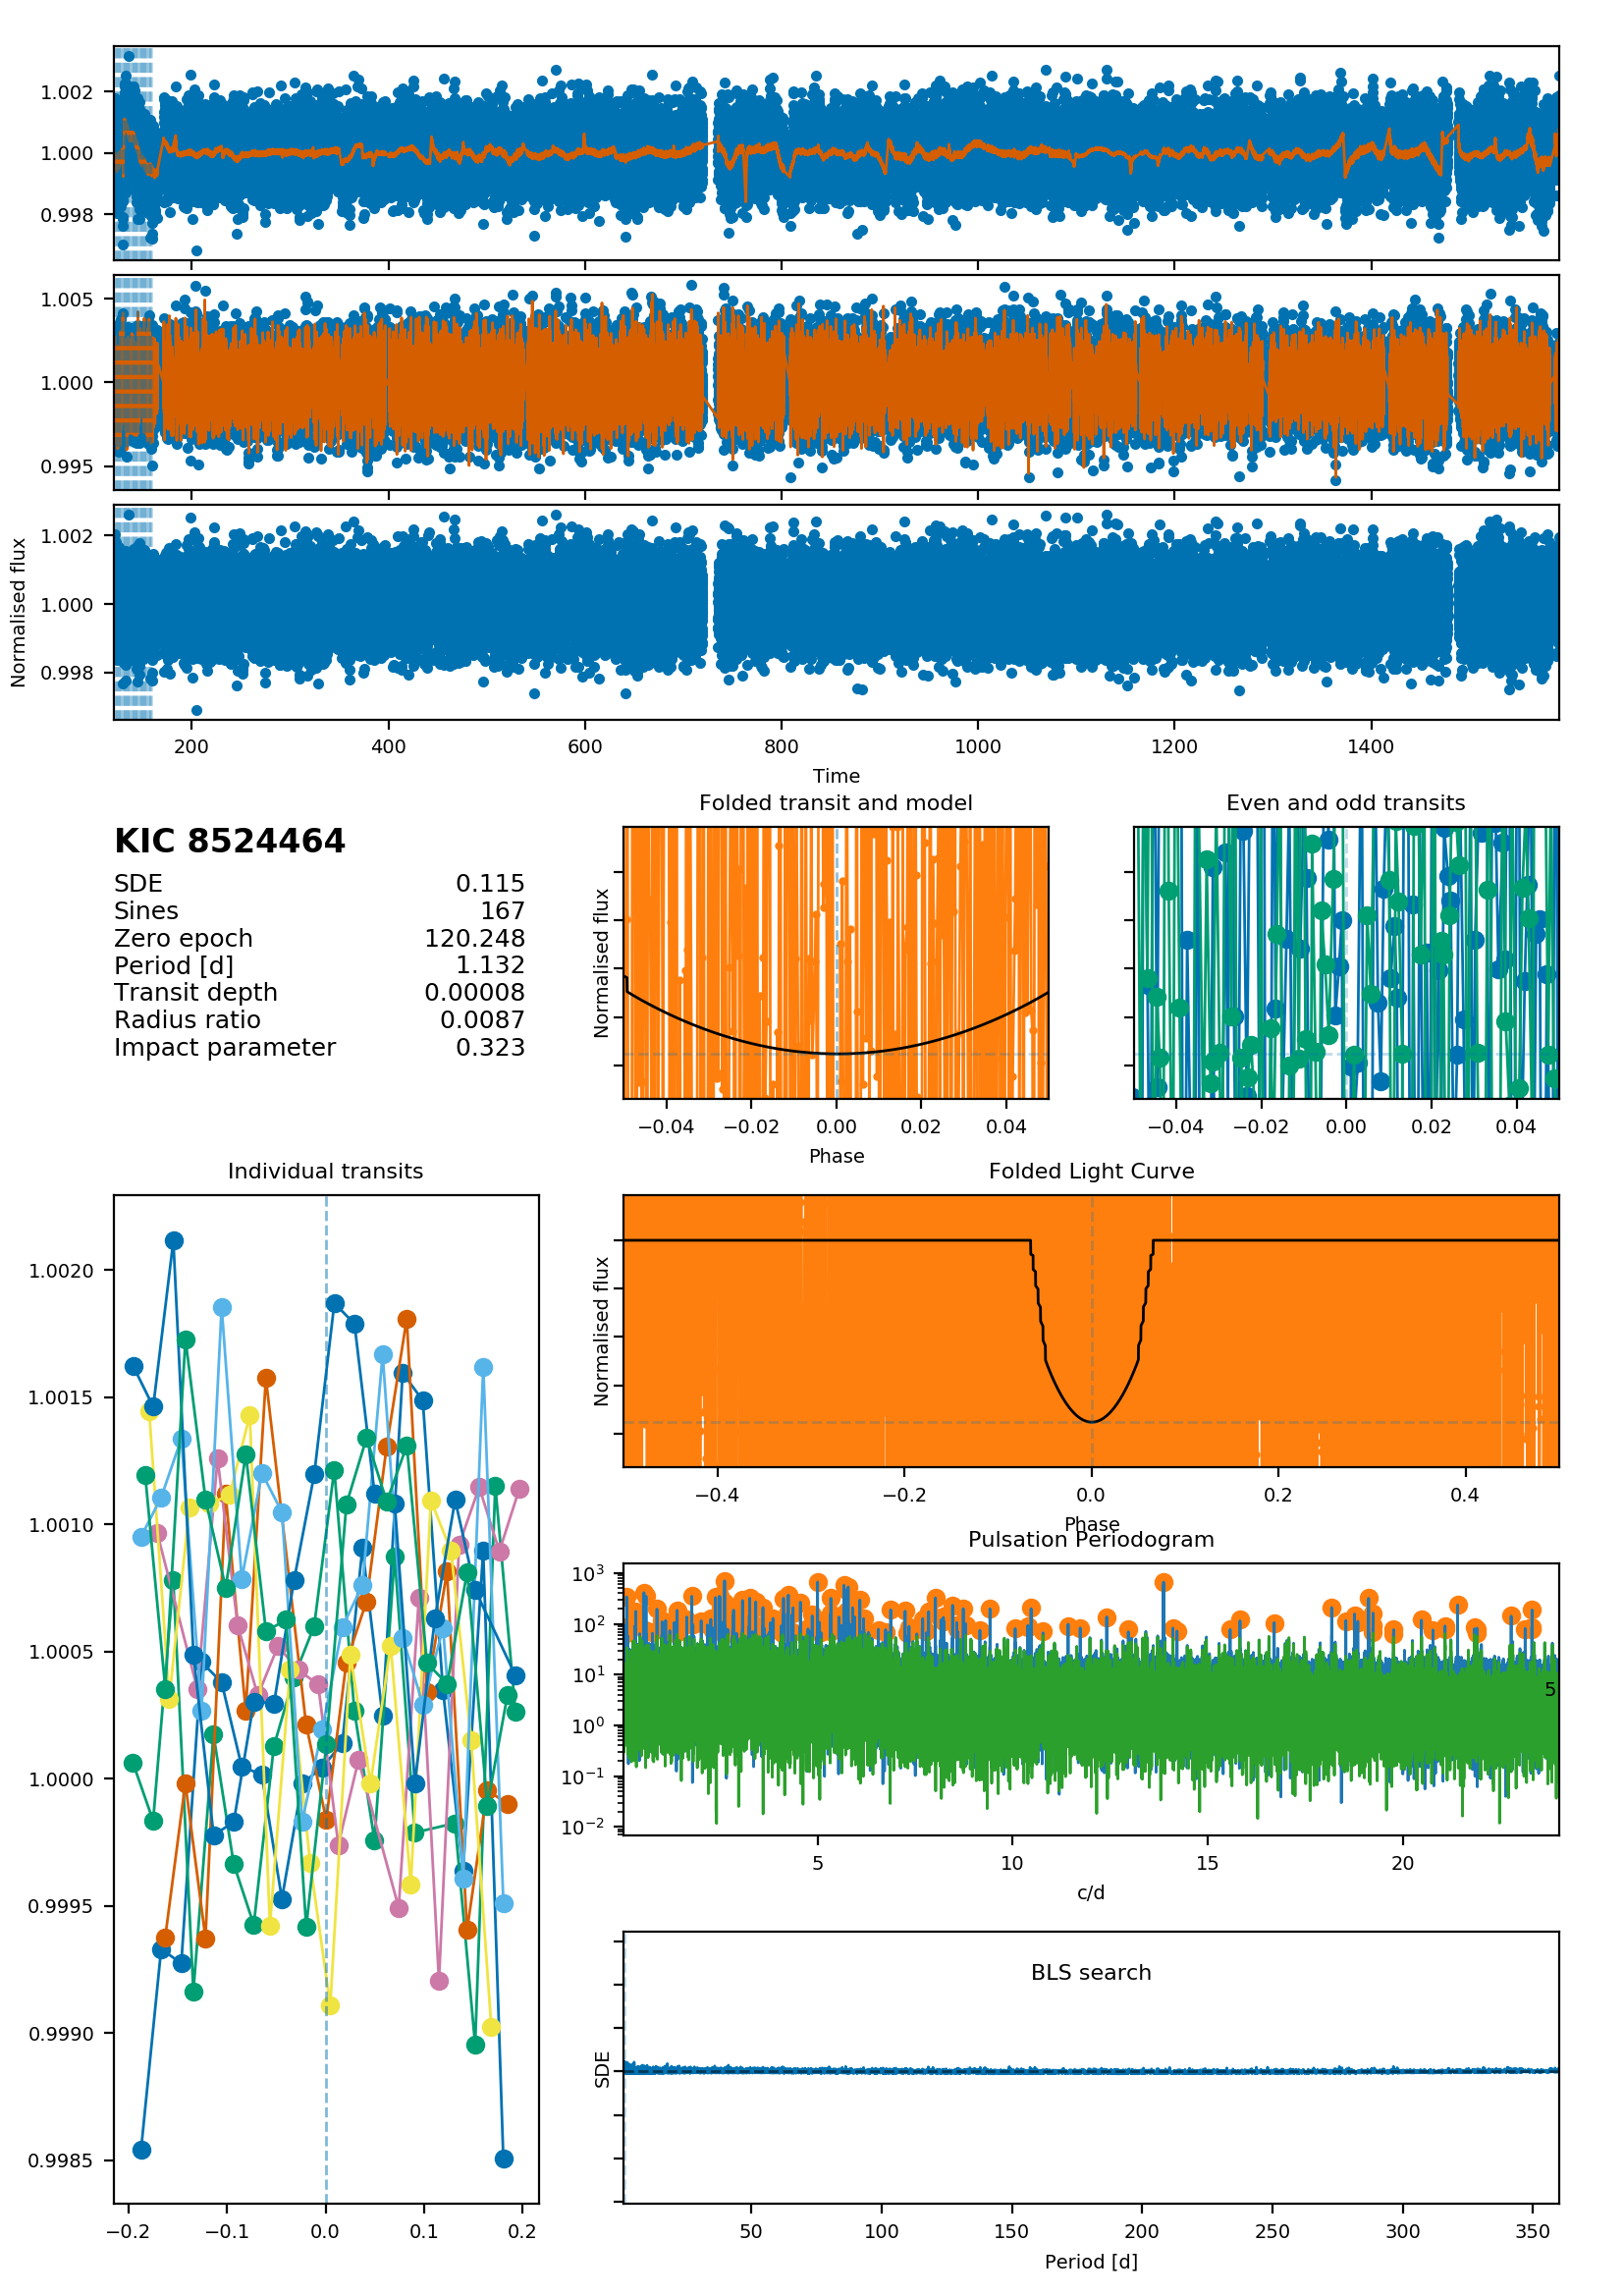 1.002
1.000
0.998
1.005
1.000
0.995
1.002
1.000
0.998
Normalised flux
200 400 600 800 1000 1200 1400
Time
KIC 8524464
SDE 0.115
Sines 167
Zero epoch 120.248
Period [d] 1.132
Transit depth 0.00008
Radius ratio 0.0087
Impact parameter 0.323
Folded transit and model
Normalised flux
−0.04 −0.02 0.00 0.02 0.04
Phase
Even and odd transits
−0.04 −0.02 0.00 0.02 0.04
Individual transits
1.0020
1.0015
1.0010
1.0005
1.0000
0.9995
0.9990
0.9985
−0.2 −0.1 0.0 0.1 0.2
Folded Light Curve
Normalised flux
−0.4 −0.2 0.0 0.2 0.4
Phase
Pulsation Periodogram
10³
10²
10¹
10⁰
10⁻¹
10⁻²
5
5 10 15 20
c/d
BLS search
SDE
50 100 150 200 250 300 350
Period [d]